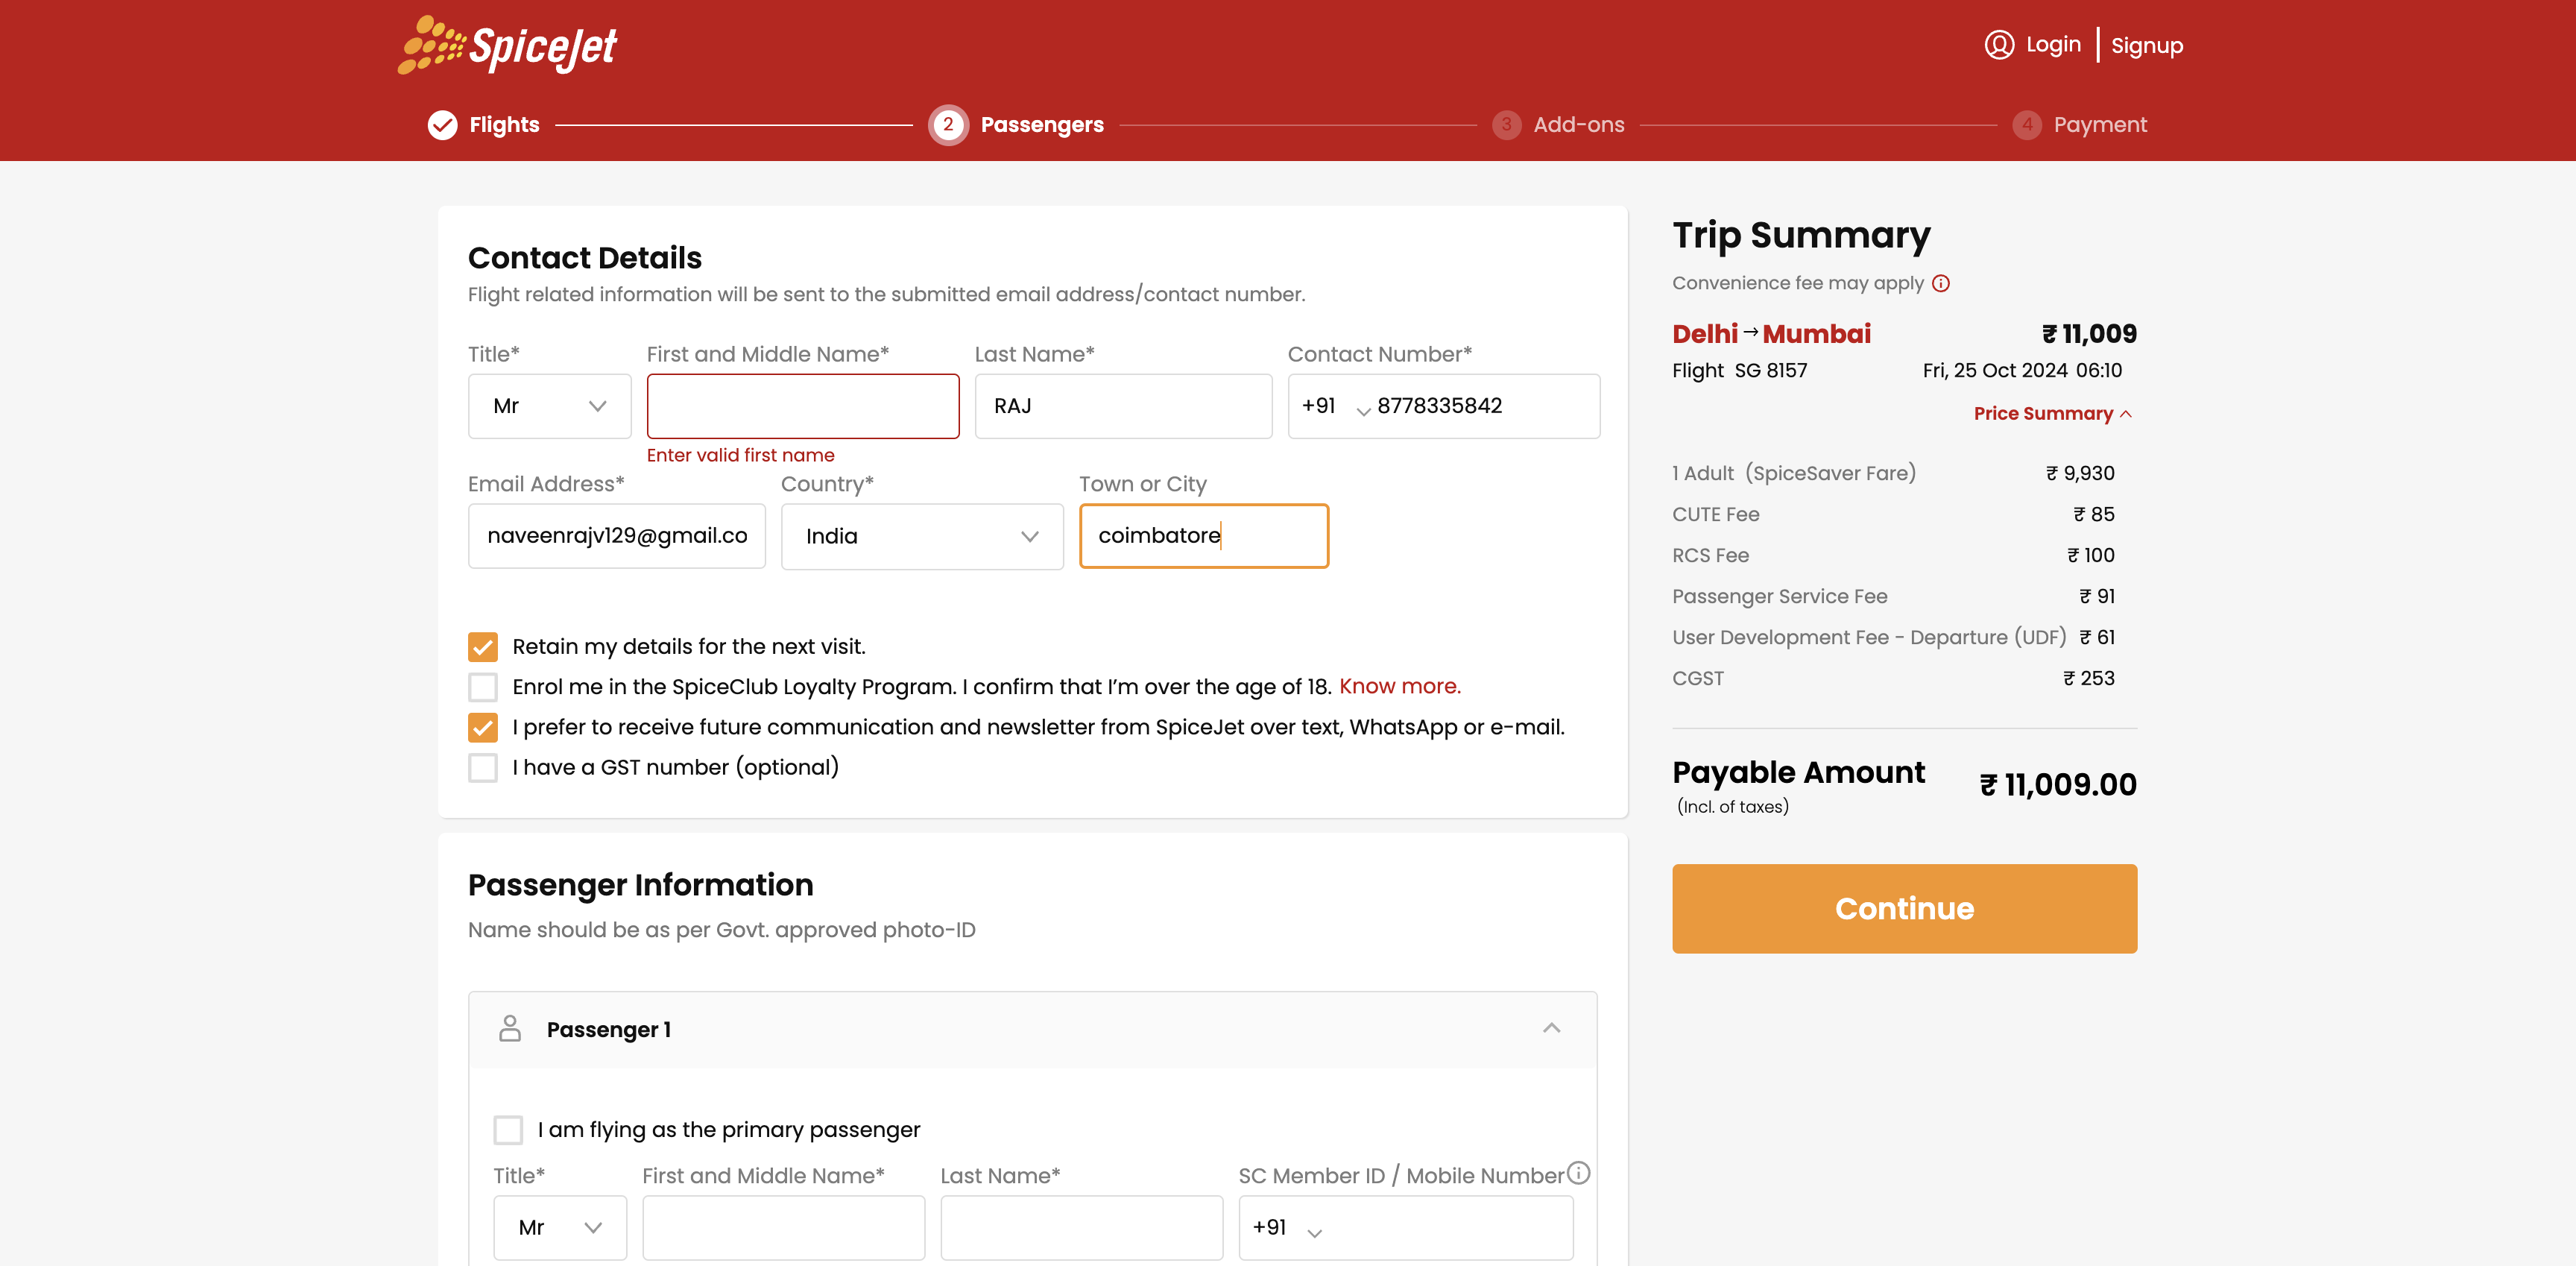 SpiceJet
Login | Signup
Flights
2 Passengers
3 Add-ons
4 Payment
Contact Details
Flight related information will be sent to the submitted email address/contact number.
Title* First and Middle Name* Last Name* Contact Number*
Mr RAJ +91 8778335842
Enter valid first name
Email Address* Country* Town or City
naveenrajv129@gmail.co India coimbatore
Retain my details for the next visit.
Enrol me in the SpiceClub Loyalty Program. I confirm that I'm over the age of 18. Know more.
I prefer to receive future communication and newsletter from SpiceJet over text, WhatsApp or e-mail.
I have a GST number (optional)
Passenger Information
Name should be as per Govt. approved photo-ID
Passenger 1
I am flying as the primary passenger
Title* First and Middle Name* Last Name* SC Member ID / Mobile Number
Mr +91
Trip Summary
Convenience fee may apply
Delhi → Mumbai ₹ 11,009
Flight SG 8157 Fri, 25 Oct 2024 06:10
Price Summary
1 Adult (SpiceSaver Fare) ₹ 9,930
CUTE Fee ₹ 85
RCS Fee ₹ 100
Passenger Service Fee ₹ 91
User Development Fee - Departure (UDF) ₹ 61
CGST ₹ 253
Payable Amount ₹ 11,009.00
(Incl. of taxes)
Continue